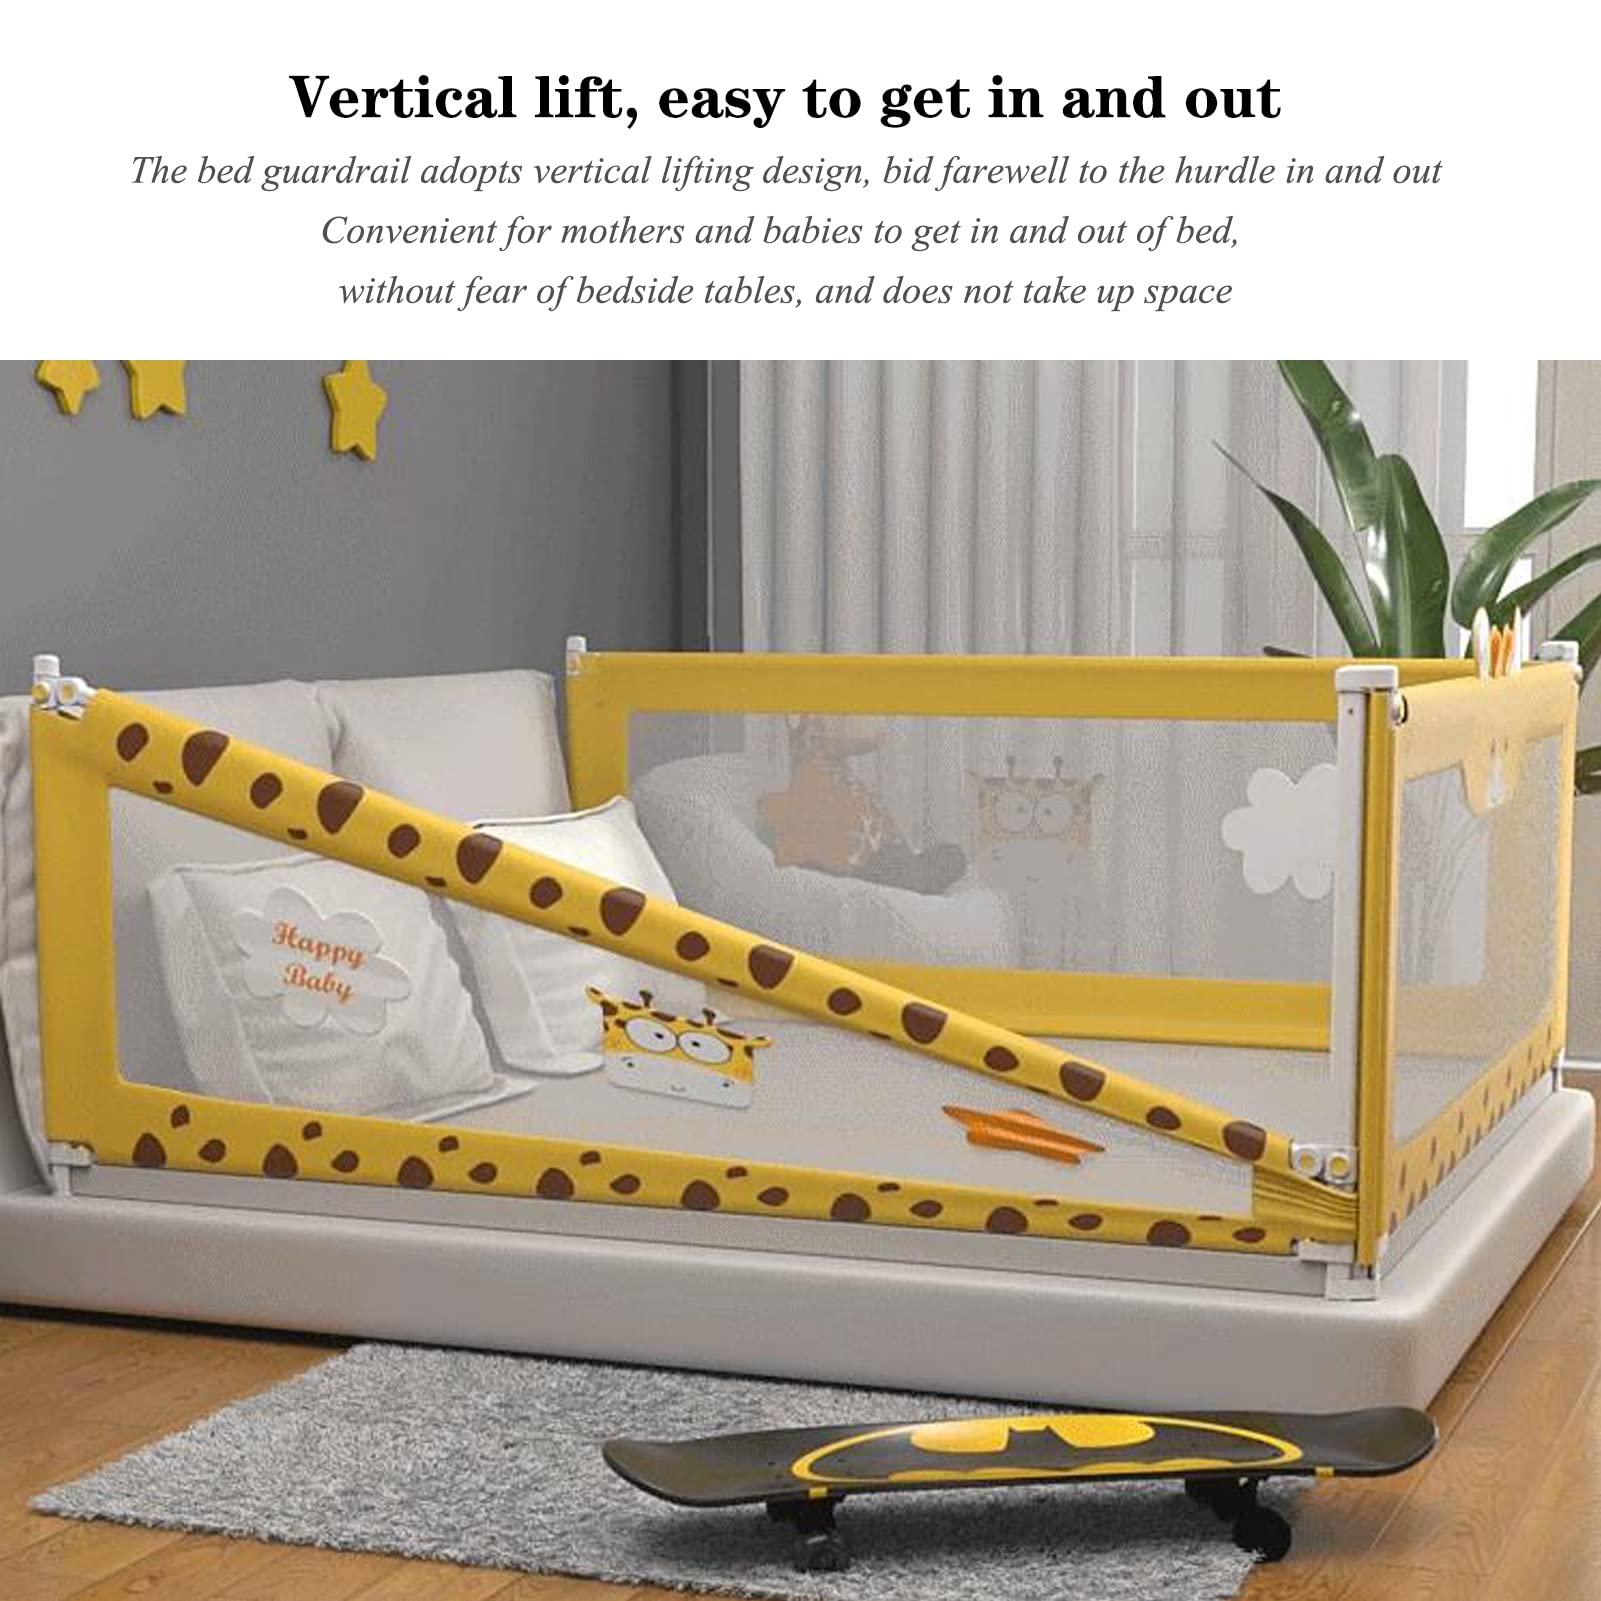 Vertical lift, easy to get in and out
The bed guardrail adopts vertical lifting design, bid farewell to the hurdle in and out
Convenient for mothers and babies to get in and out of bed,
without fear of bedside tables, and does not take up space
Happy
Baby